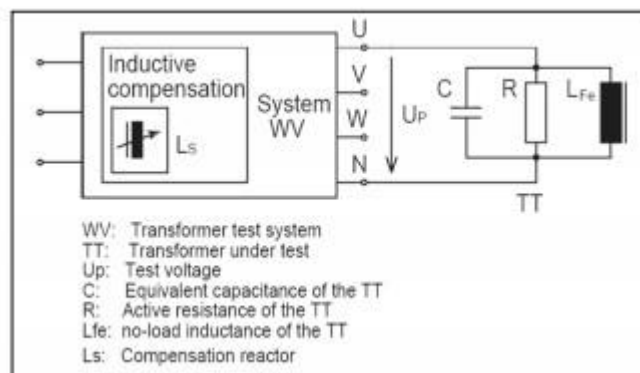 U
Inductive
compensation
System
WV
LS
V
W
N
UP
C
R
LFe
TT
WV: Transformer test system
TT: Transformer under test
Up: Test voltage
C: Equivalent capacitance of the TT
R: Active resistance of the TT
Lfe: no-load inductance of the TT
Ls: Compensation reactor